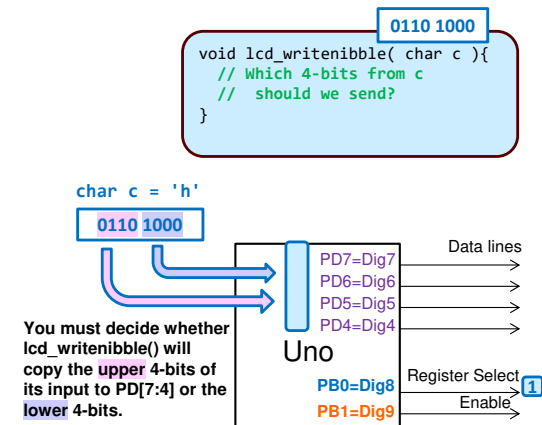 0110 1000
void lcd_writenibble( char c ){
// Which 4-bits from c
// should we send?
}
char c = 'h'
0110 1000
Data lines
PD7=Dig7
PD6=Dig6
PD5=Dig5
PD4=Dig4
Uno
You must decide whether
lcd_writenibble() will
copy the upper 4-bits of
its input to PD[7:4] or the
lower 4-bits.
Register Select
PB0=Dig8
1
Enable
PB1=Dig9